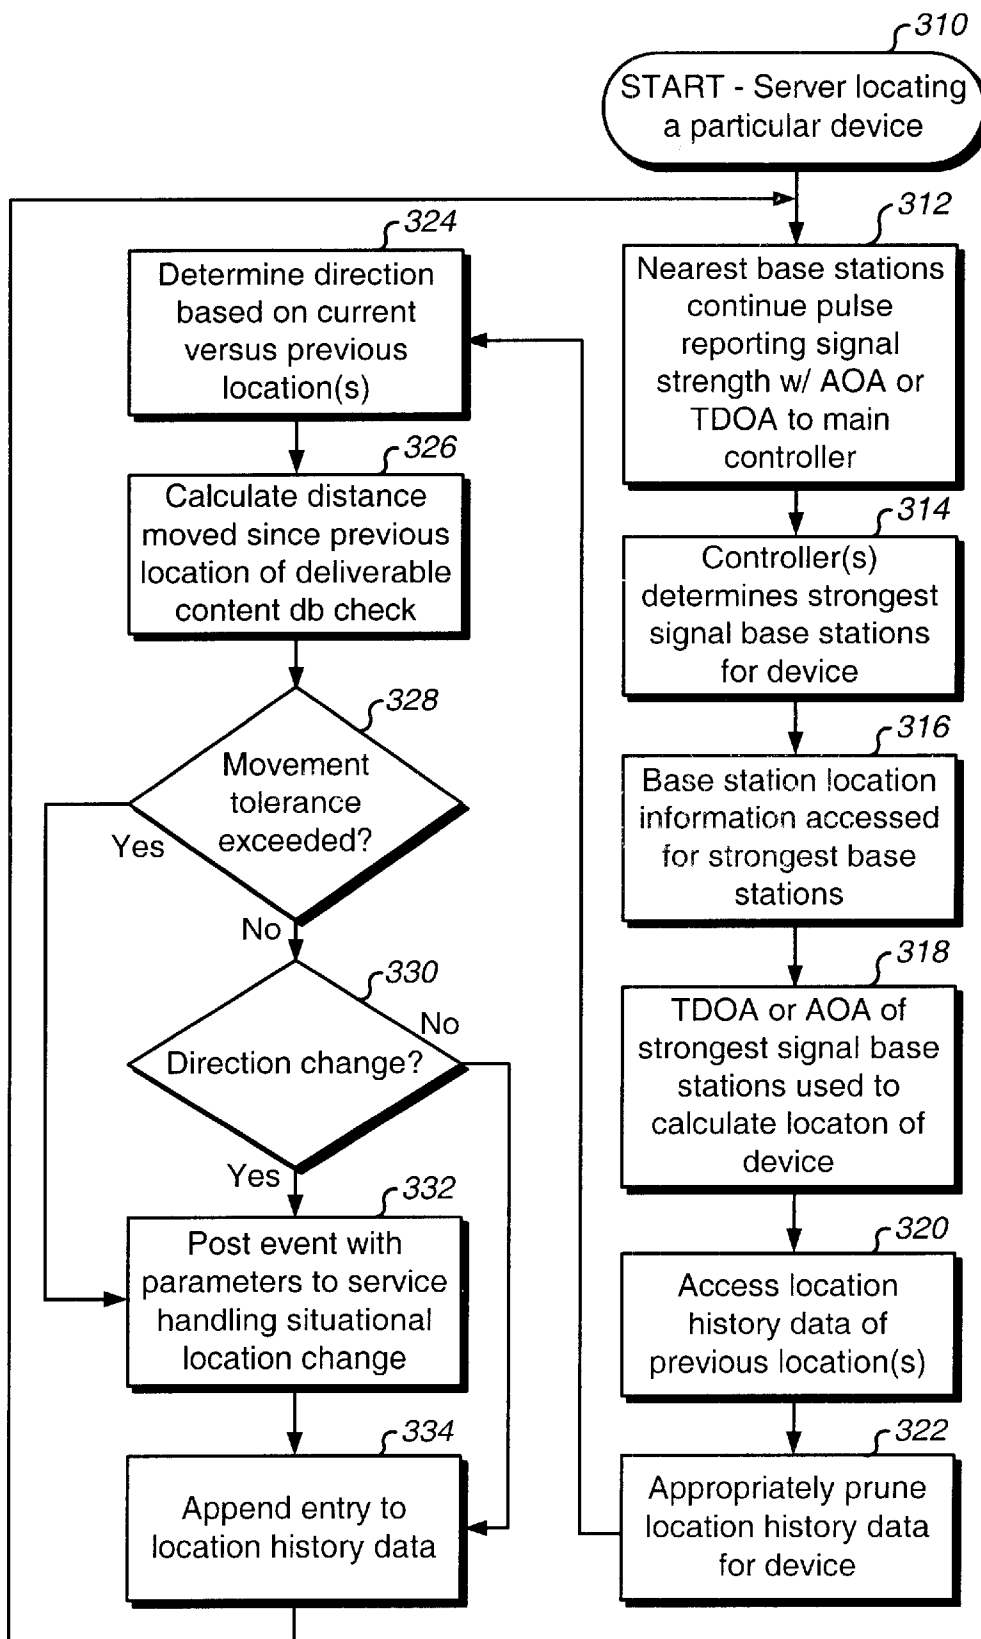 310
START - Server locating
a particular device
312
Nearest base stations
continue pulse
reporting signal
strength w/ AOA or
TDOA to main
controller
314
Controller(s)
determines strongest
signal base stations
for device
316
Base station location
information accessed
for strongest base
stations
318
TDOA or AOA of
strongest signal base
stations used to
calculate locaton of
device
320
Access location
history data of
previous location(s)
322
Appropriately prune
location history data
for device
324
Determine direction
based on current
versus previous
location(s)
326
Calculate distance
moved since previous
location of deliverable
content db check
328
Movement
tolerance
exceeded?
Yes
No
330
Direction change?
No
Yes
332
Post event with
parameters to service
handling situational
location change
334
Append entry to
location history data